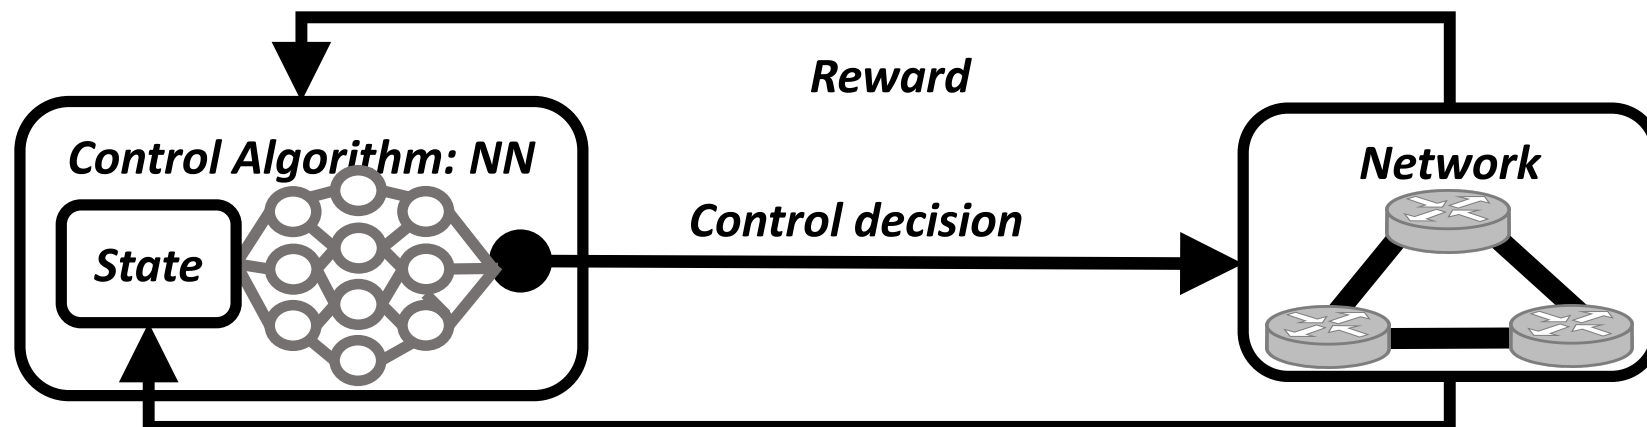 Reward
Control Algorithm: NN
State
Control decision
Network